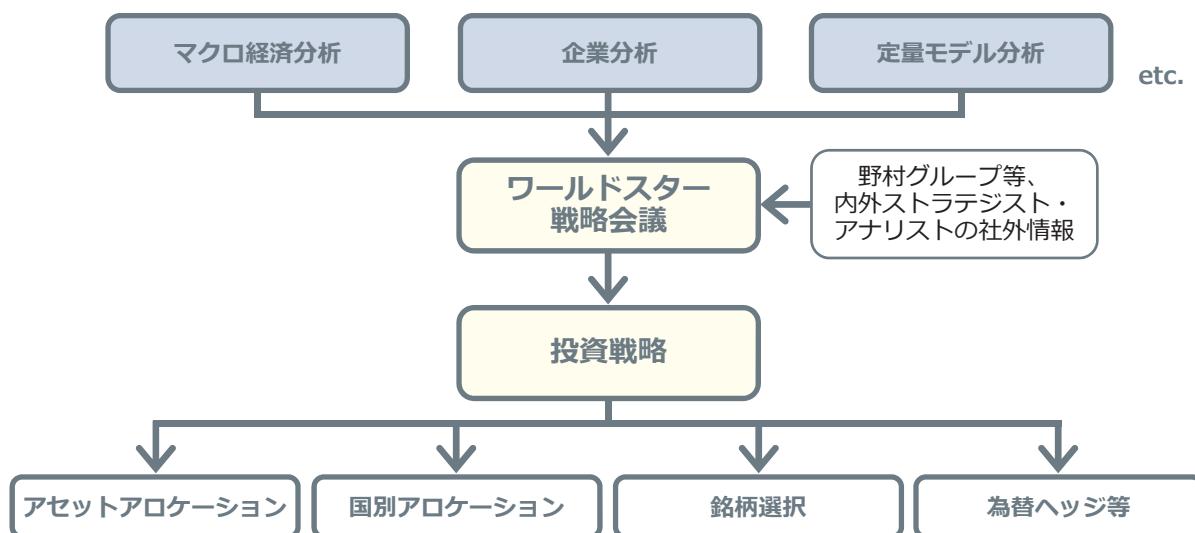 マクロ経済分析
企業分析
定量モデル分析
etc.
ワールドスター
戦略会議
野村グループ等、
内外ストラテジスト・
アナリストの社外情報
投資戦略
アセットアロケーション
国別アロケーション
銘柄選択
為替ヘッジ等